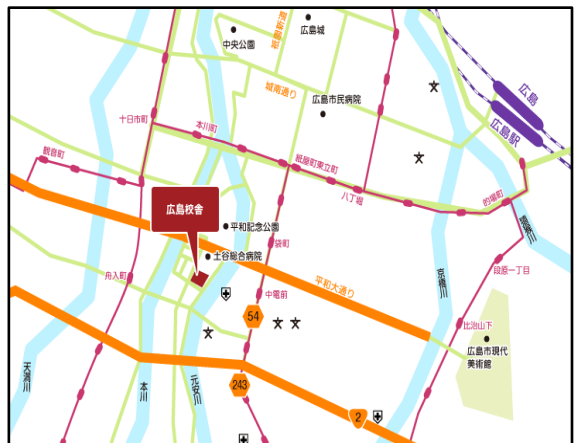 広島城
中央公園
城南通り
広島市民病院
広島
広島駅
十日市町
本川町
紙屋町東
立町
八丁堀
的場町
観音町
広島校舎
平和記念公園
袋町
土谷総合病院
舟入町
中電前
平和大通り
京橋川
猿猴川
段原一丁目
54
比治山下
広島市現代
美術館
天満川
本川
元安川
243
2